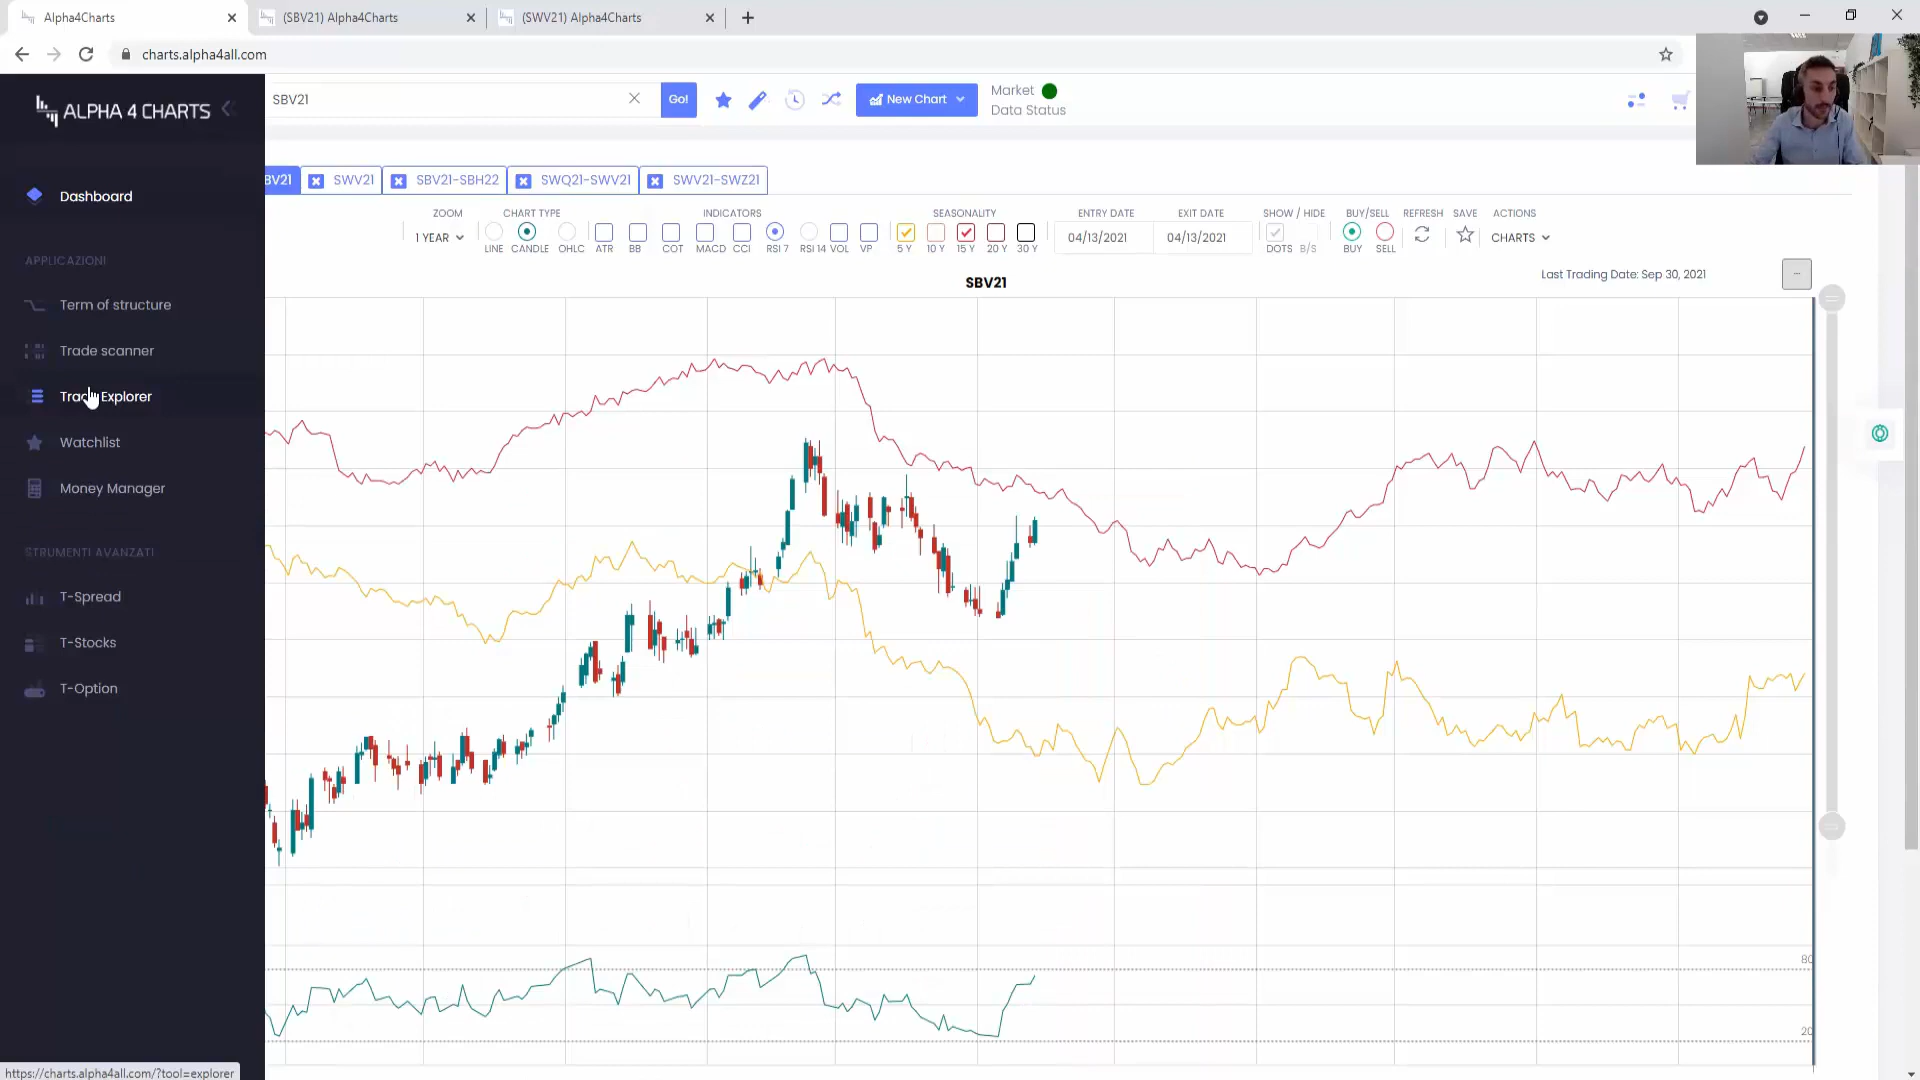 Alpha4Charts
(SBV21) Alpha4Charts
(SWV21) Alpha4Charts
charts.alpha4all.com
ALPHA 4 CHARTS
SBV21
Go!
New Chart
Market
Data Status
Dashboard
APPLICAZIONI
Term of structure
Trade scanner
Trade Explorer
Watchlist
Money Manager
STRUMENTI AVANZATI
T-Spread
T-Stocks
T-Option
BV21
SWV21
SBV21-SBH22
SWQ21-SWV21
SWV21-SWZ21
ZOOM
1 YEAR
CHART TYPE
LINE CANDLE OHLC
INDICATORS
ATR BB COT MACD CCI RSI 7 RSI 14 VOL VP
SEASONALITY
5 Y 10 Y 15 Y 20 Y 30 Y
ENTRY DATE
04/13/2021
EXIT DATE
04/13/2021
SHOW / HIDE
DOTS B/S
BUY/SELL
BUY SELL
REFRESH
SAVE
ACTIONS
CHARTS
SBV21
Last Trading Date: Sep 30, 2021
80
20
https://charts.alpha4all.com/?tool=explorer